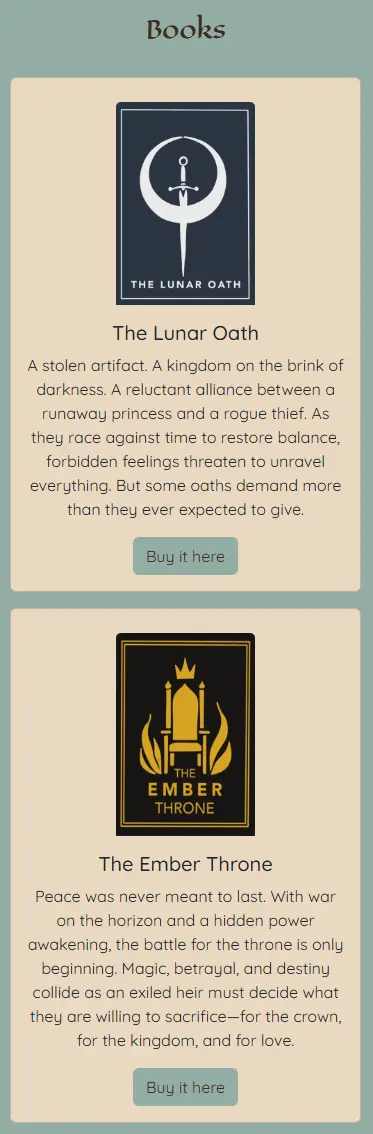 Books
THE LUNAR OATH
The Lunar Oath
A stolen artifact. A kingdom on the brink of
darkness. A reluctant alliance between a
runaway princess and a rogue thief. As
they race against time to restore balance,
forbidden feelings threaten to unravel
everything. But some oaths demand more
than they ever expected to give.
Buy it here
THE
EMBER
THRONE
The Ember Throne
Peace was never meant to last. With war
on the horizon and a hidden power
awakening, the battle for the throne is only
beginning. Magic, betrayal, and destiny
collide as an exiled heir must decide what
they are willing to sacrifice—for the crown,
for the kingdom, and for love.
Buy it here